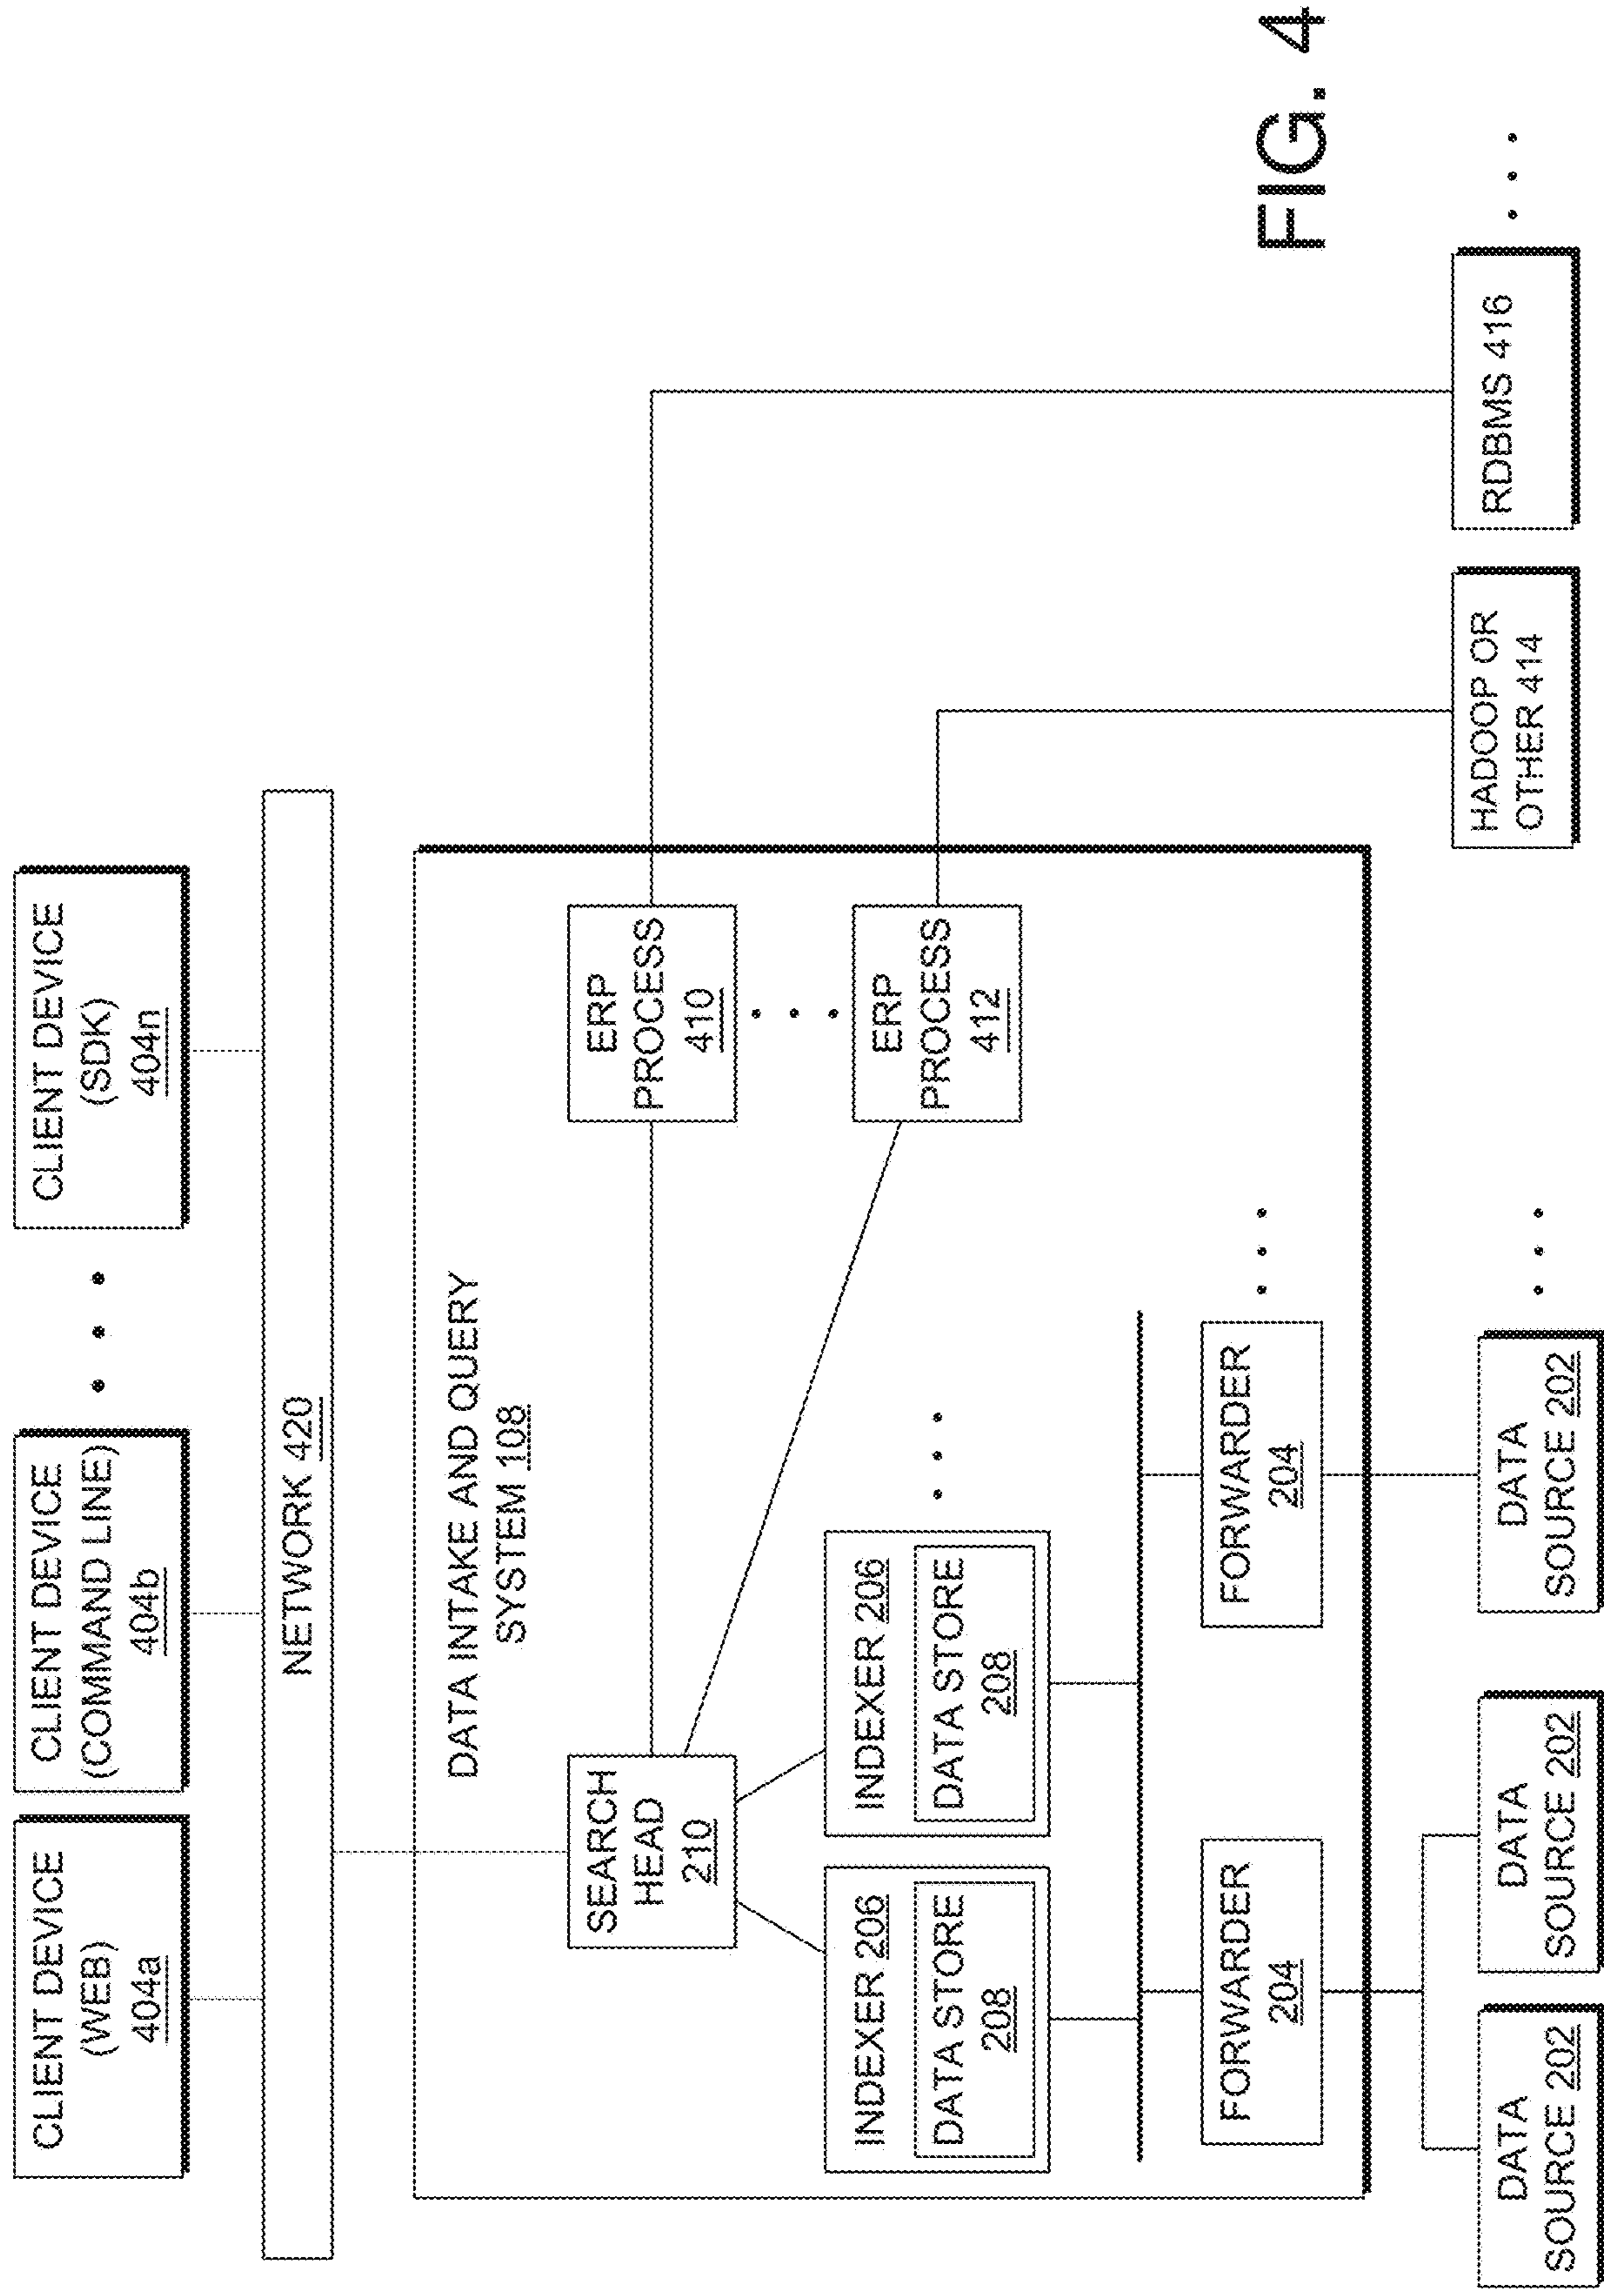 CLIENT DEVICE
(WEB)
404a
CLIENT DEVICE
(COMMAND LINE)
404b
CLIENT DEVICE
(SDK)
404n
NETWORK 420
DATA INTAKE AND QUERY
SYSTEM 108
SEARCH
HEAD
210
ERP
PROCESS
410
ERP
PROCESS
412
INDEXER 206
DATA STORE
208
INDEXER 206
DATA STORE
208
FORWARDER
204
FORWARDER
204
DATA
SOURCE 202
DATA
SOURCE 202
DATA
SOURCE 202
HADOOP OR
OTHER 414
RDBMS 416
FIG. 4